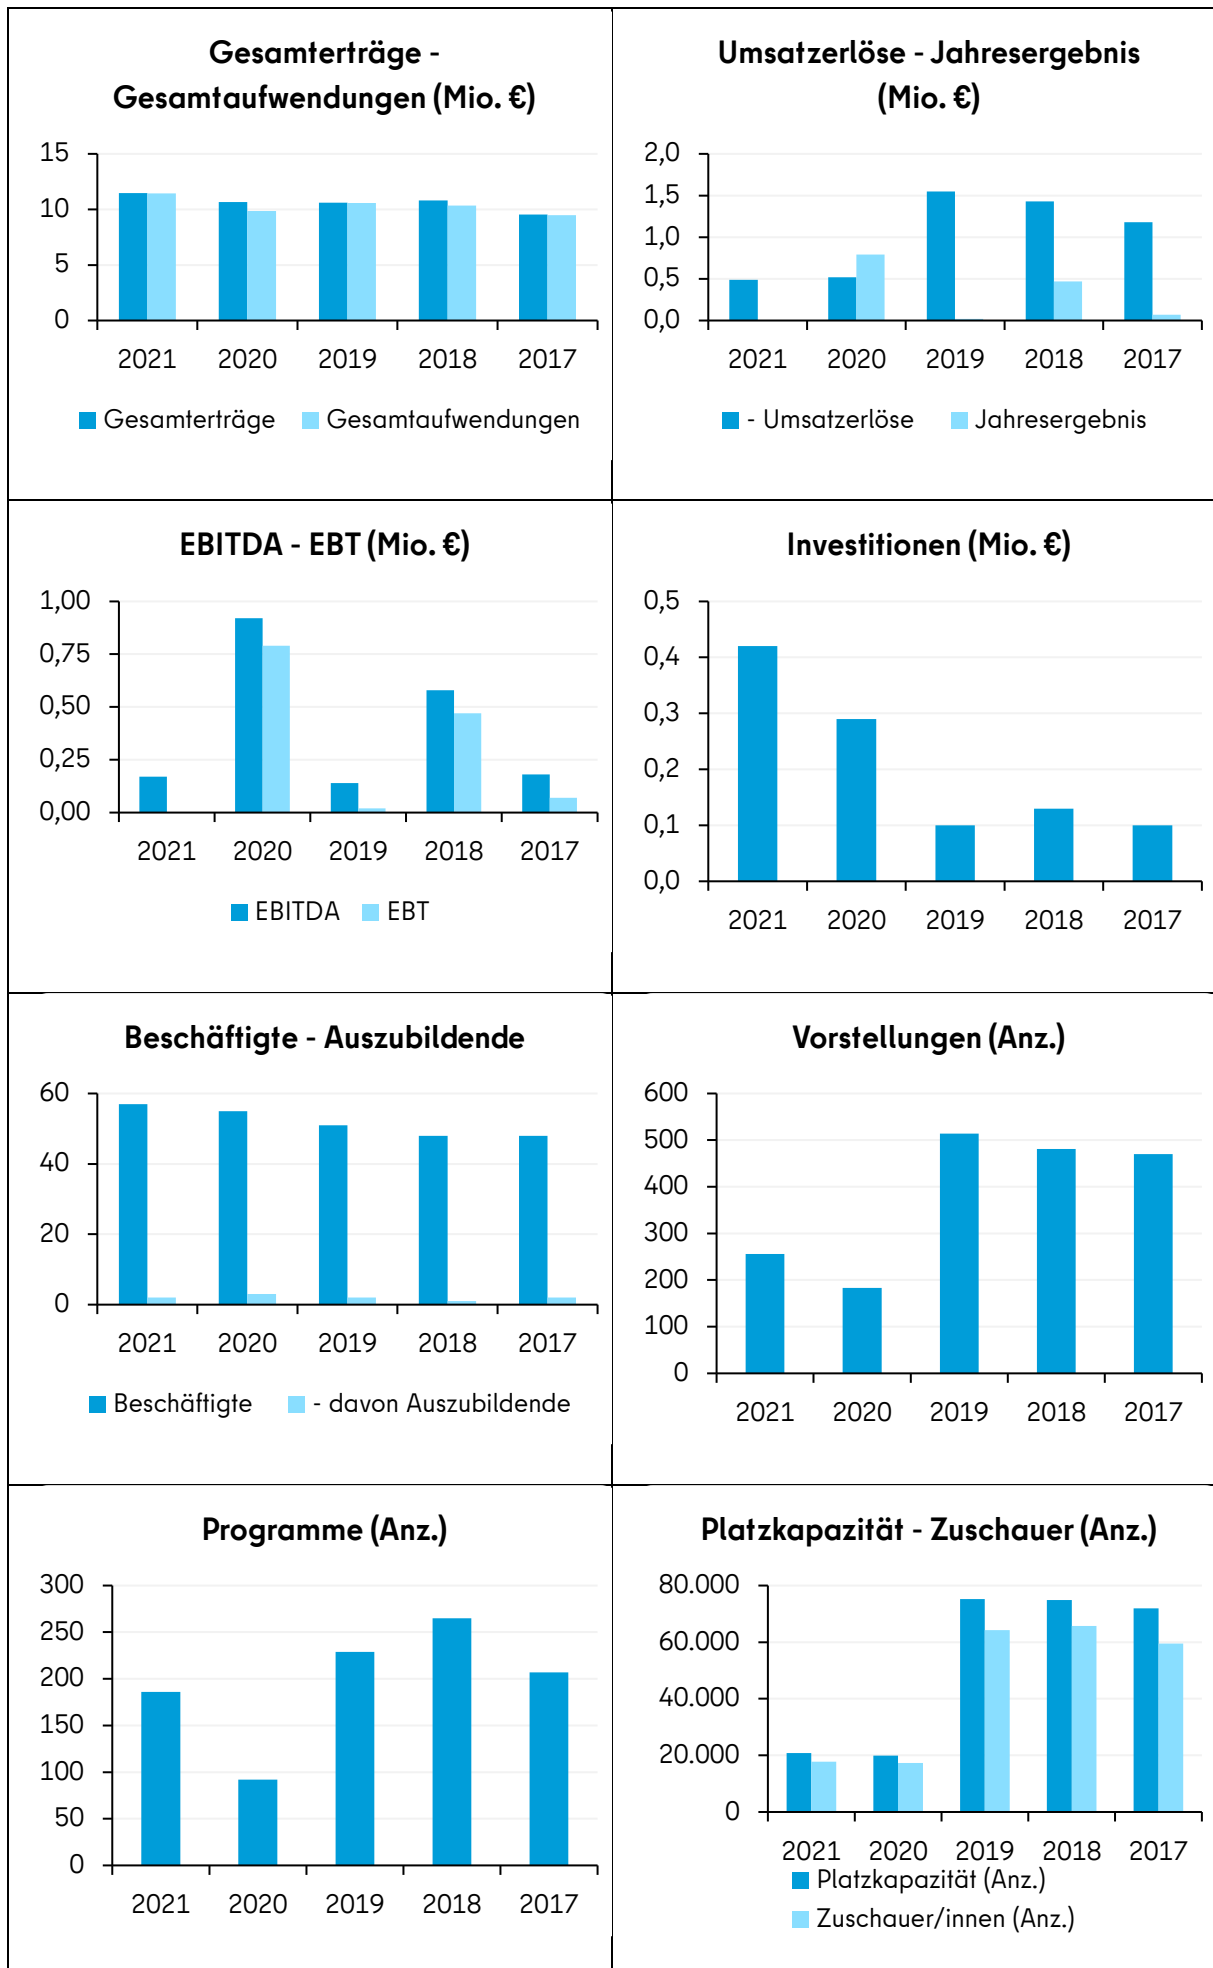 Gesamterträge -
Gesamtaufwendungen (Mio. €)
15
10
5
0
2021 2020 2019 2018 2017
Gesamterträge Gesamtaufwendungen
Umsatzerlöse - Jahresergebnis
(Mio. €)
2,0
1,5
1,0
0,5
0,0
2021 2020 2019 2018 2017
- Umsatzerlöse Jahresergebnis
EBITDA - EBT (Mio. €)
1,00
0,75
0,50
0,25
0,00
2021 2020 2019 2018 2017
EBITDA EBT
Investitionen (Mio. €)
0,5
0,4
0,3
0,2
0,1
0,0
2021 2020 2019 2018 2017
Beschäftigte - Auszubildende
60
40
20
0
2021 2020 2019 2018 2017
Beschäftigte - davon Auszubildende
Vorstellungen (Anz.)
600
500
400
300
200
100
0
2021 2020 2019 2018 2017
Programme (Anz.)
300
250
200
150
100
50
0
2021 2020 2019 2018 2017
Platzkapazität - Zuschauer (Anz.)
80.000
60.000
40.000
20.000
0
2021 2020 2019 2018 2017
Platzkapazität (Anz.)
Zuschauer/innen (Anz.)